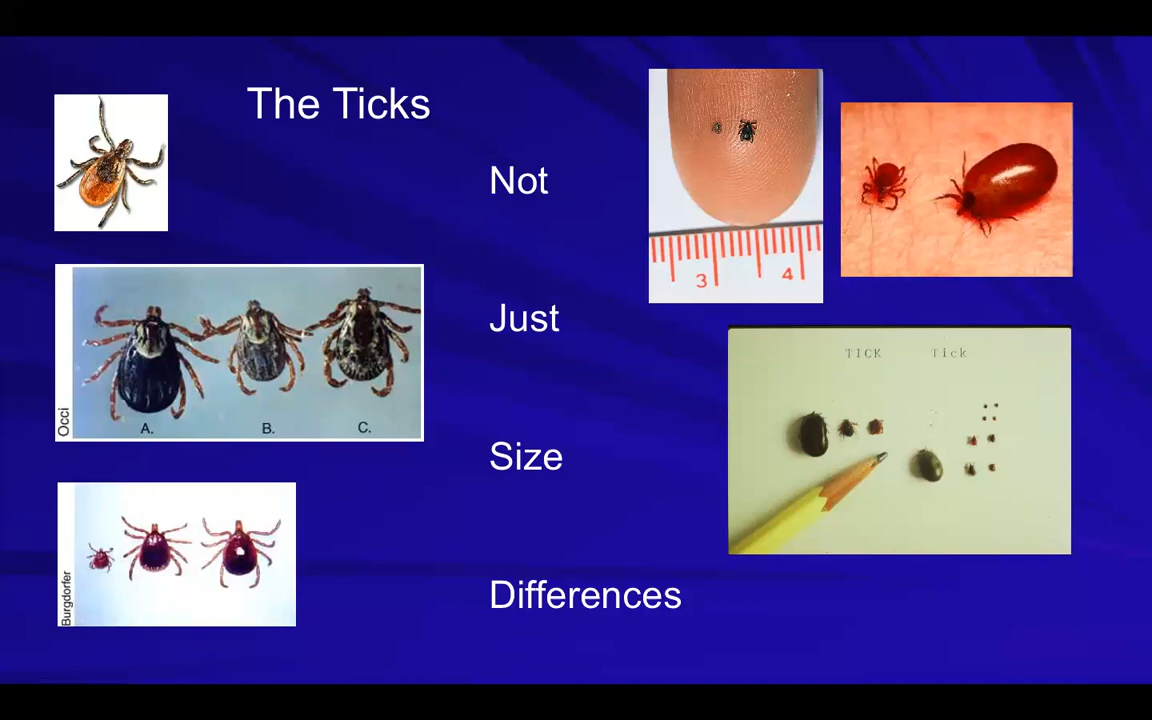 The Ticks
Not
Just
Size
Differences
Occi
A. B. C.
Burgdorfer
3 4
TICK Tick